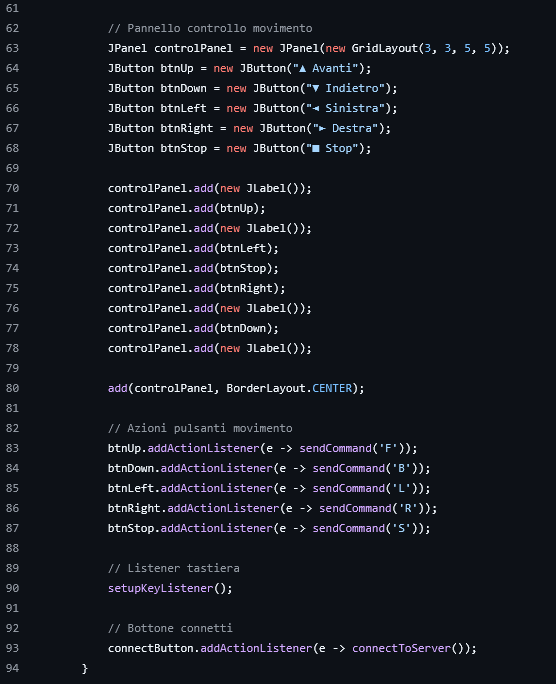 61
62 // Pannello controllo movimento
63 JPanel controlPanel = new JPanel(new GridLayout(3, 3, 5, 5));
64 JButton btnUp = new JButton("▲ Avanti");
65 JButton btnDown = new JButton("▼ Indietro");
66 JButton btnLeft = new JButton("◄ Sinistra");
67 JButton btnRight = new JButton("► Destra");
68 JButton btnStop = new JButton("■ Stop");
69
70 controlPanel.add(new JLabel());
71 controlPanel.add(btnUp);
72 controlPanel.add(new JLabel());
73 controlPanel.add(btnLeft);
74 controlPanel.add(btnStop);
75 controlPanel.add(btnRight);
76 controlPanel.add(new JLabel());
77 controlPanel.add(btnDown);
78 controlPanel.add(new JLabel());
79
80 add(controlPanel, BorderLayout.CENTER);
81
82 // Azioni pulsanti movimento
83 btnUp.addActionListener(e -> sendCommand('F'));
84 btnDown.addActionListener(e -> sendCommand('B'));
85 btnLeft.addActionListener(e -> sendCommand('L'));
86 btnRight.addActionListener(e -> sendCommand('R'));
87 btnStop.addActionListener(e -> sendCommand('S'));
88
89 // Listener tastiera
90 setupKeyListener();
91
92 // Bottone connetti
93 connectButton.addActionListener(e -> connectToServer());
94 }